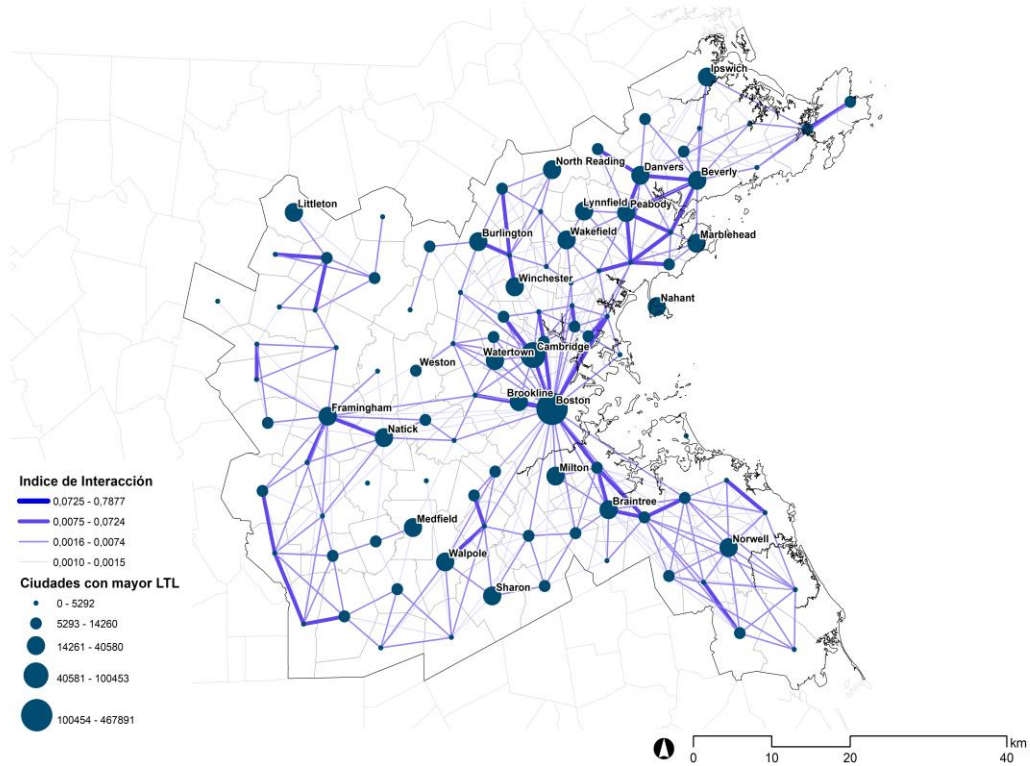 Ipswich
North Reading
Danvers
Beverly
Littleton
Lynnfield
Peabody
Burlington
Wakefield
Marblehead
Winchester
Nahant
Cambridge
Watertown
Weston
Brookline
Boston
Framingham
Natick
Milton
Braintree
Medfield
Norwell
Walpole
Sharon
Indice de Interacción
0,0725 - 0,7877
0,0075 - 0,0724
0,0016 - 0,0074
0,0010 - 0,0015
Ciudades con mayor LTL
0 - 5292
5293 - 14260
14261 - 40580
40581 - 100453
100454 - 467891
km
0 10 20 40